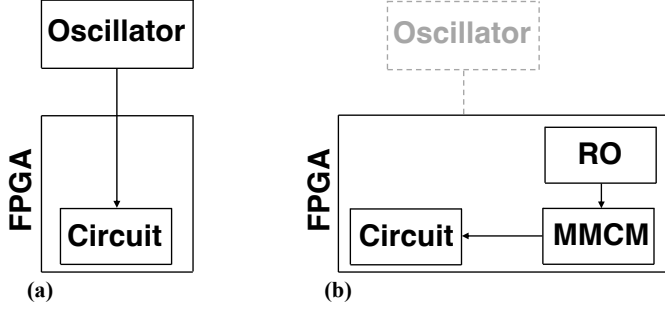 Oscillator
FPGA
Circuit
(a)
Oscillator
FPGA
RO
Circuit
MMCM
(b)